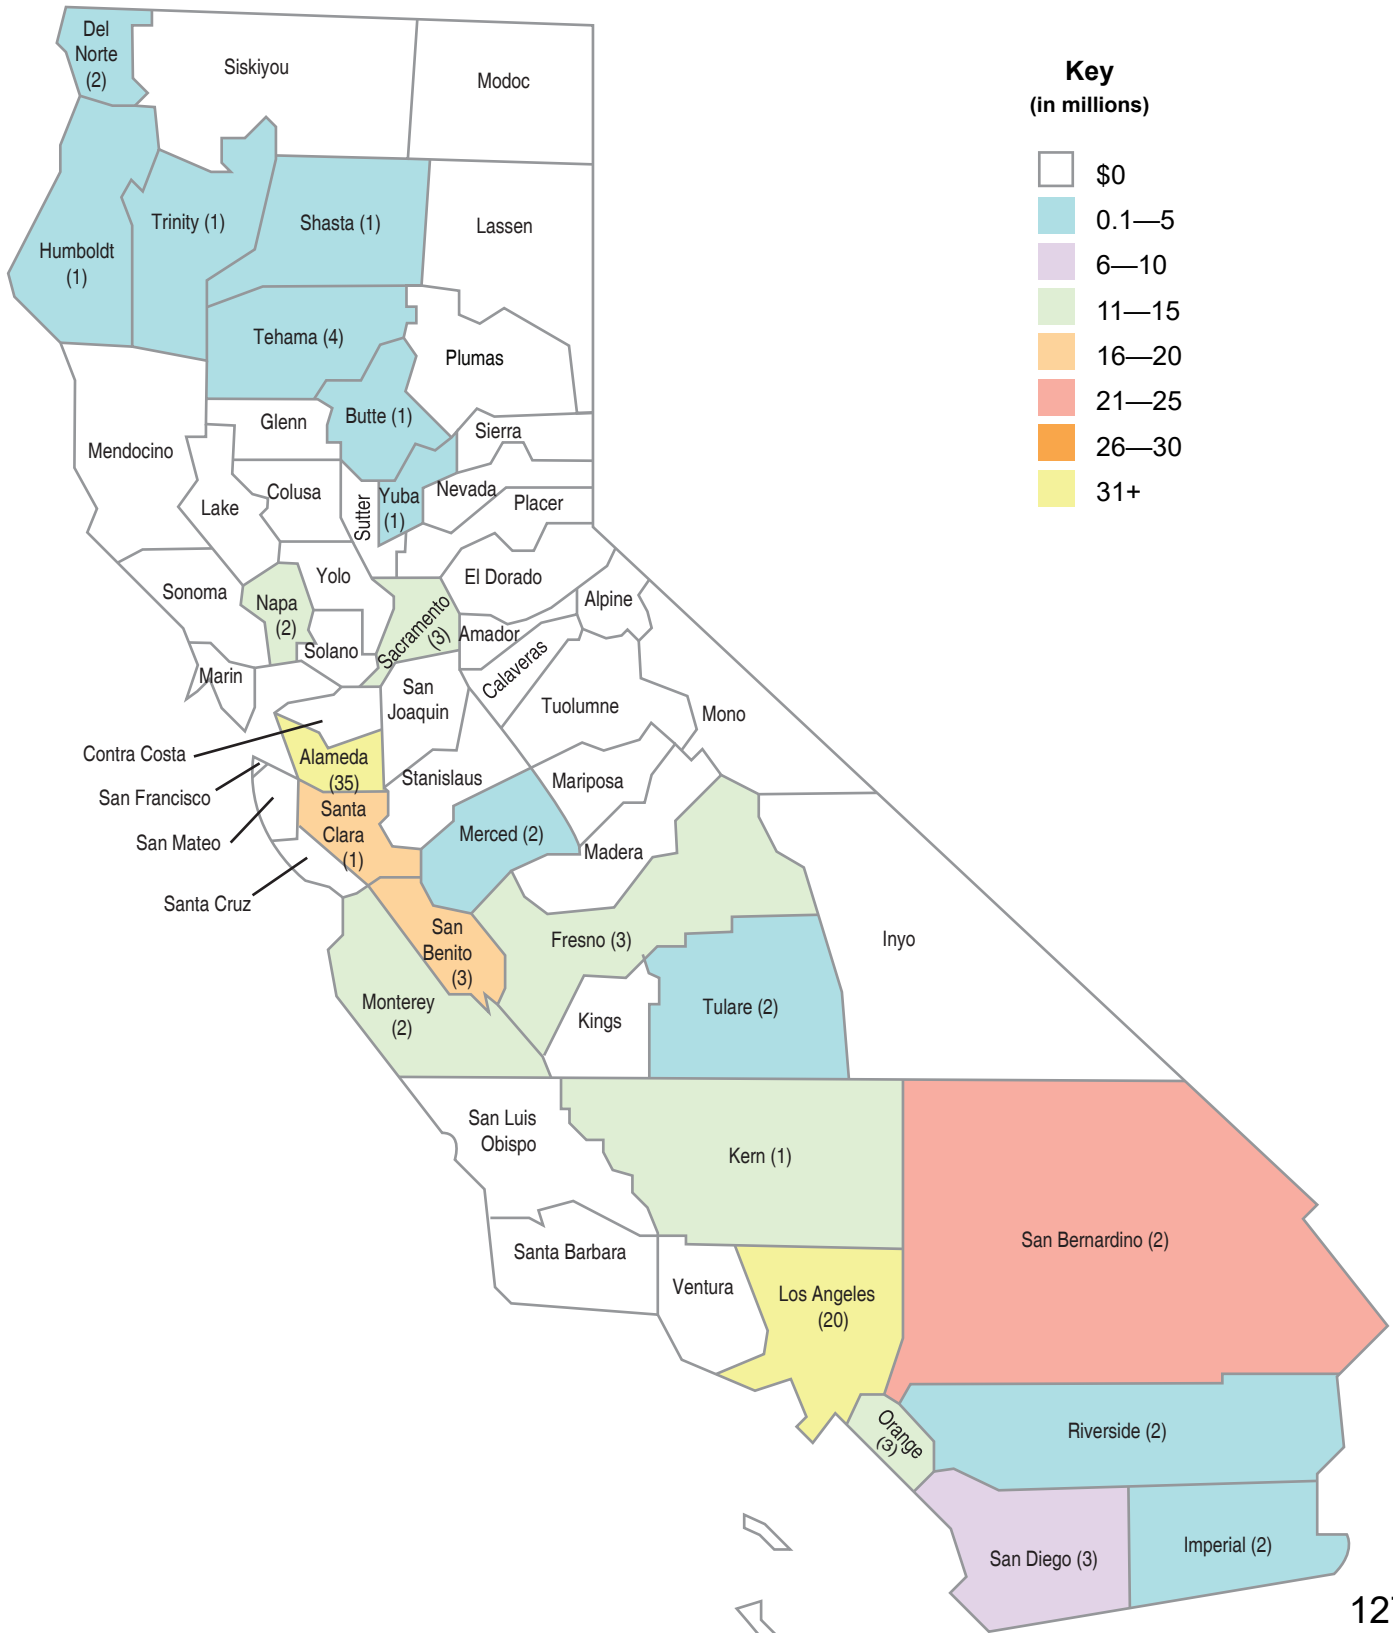 Del
Norte
(2)
Siskiyou
Modoc
Key
(in millions)
$0
0.1—5
6—10
11—15
16—20
21—25
26—30
31+
Humboldt
(1)
Trinity (1)
Shasta (1)
Lassen
Tehama (4)
Plumas
Mendocino
Glenn
Butte (1)
Sierra
Lake
Colusa
Sutter
Yuba
(1)
Nevada
Placer
Sonoma
Napa
(2)
Yolo
Solano
Sacramento
(3)
El Dorado
Amador
Alpine
Calaveras
Marin
San
Joaquin
Tuolumne
Mono
Contra Costa
Alameda
(35)
Stanislaus
Mariposa
San Francisco
San Mateo
Santa
Clara
(1)
Merced (2)
Madera
Santa Cruz
San
Benito
(3)
Fresno (3)
Inyo
Monterey
(2)
Kings
Tulare (2)
San Luis
Obispo
Kern (1)
San Bernardino (2)
Santa Barbara
Ventura
Los Angeles
(20)
Orange
(3)
Riverside (2)
San Diego (3)
Imperial (2)